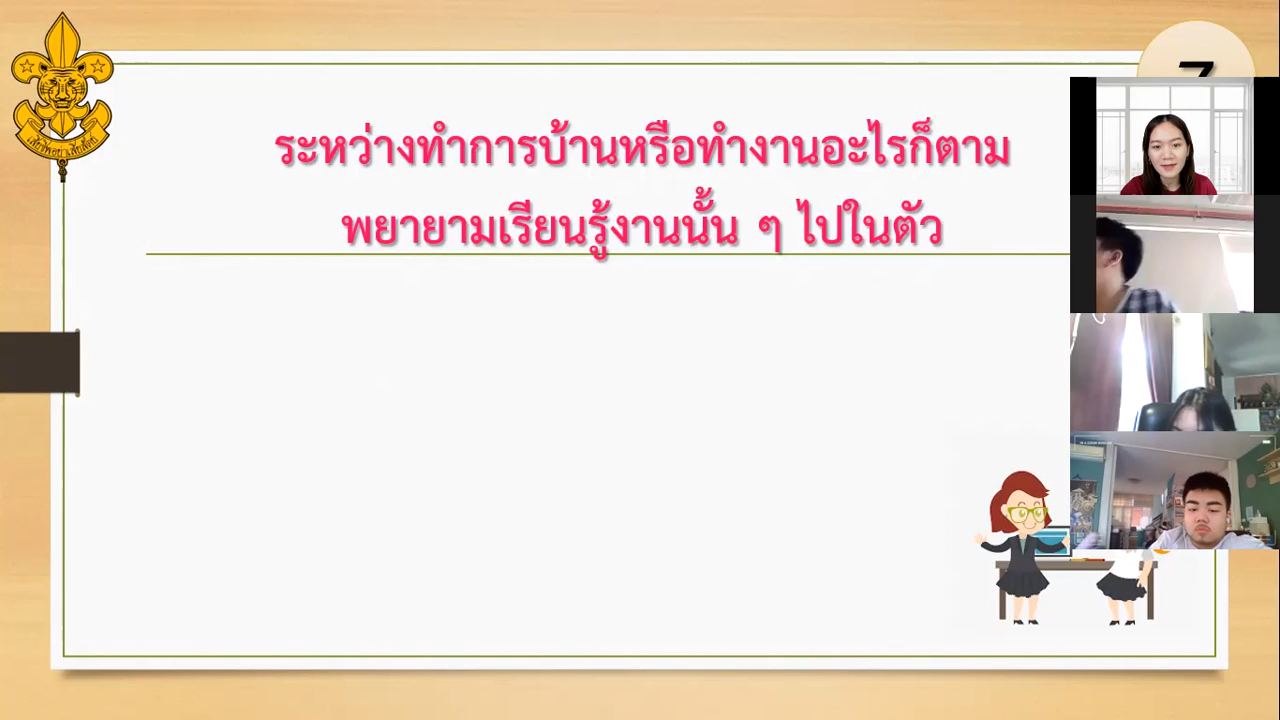 7
ระหว่างทำการบ้านหรือทำงานอะไรก็ตาม
พยายามเรียนรู้งานนั้น ๆ ไปในตัว